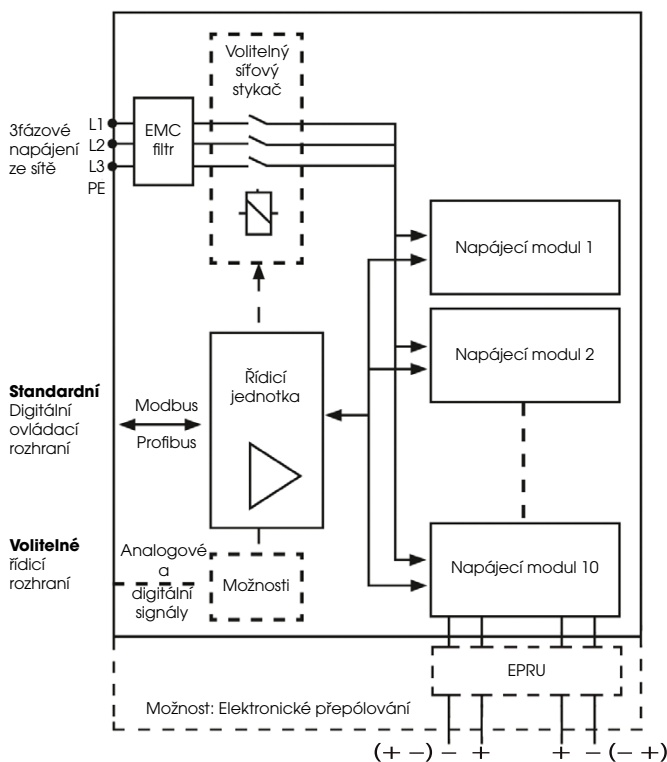 Volitelný
síťový
stykač
3fázové
napájení
ze sítě
L1
L2
L3
PE
EMC
filtr
Napájecí modul 1
Napájecí modul 2
Řídicí
jednotka
Standardní
Digitální
ovládací
rozhraní
Modbus
Profibus
Volitelné
řídicí
rozhraní
Analogové
a
digitální
signály
Možnosti
Napájecí modul 10
EPRU
Možnost: Elektronické přepólování
(+ −) − + + − (− +)